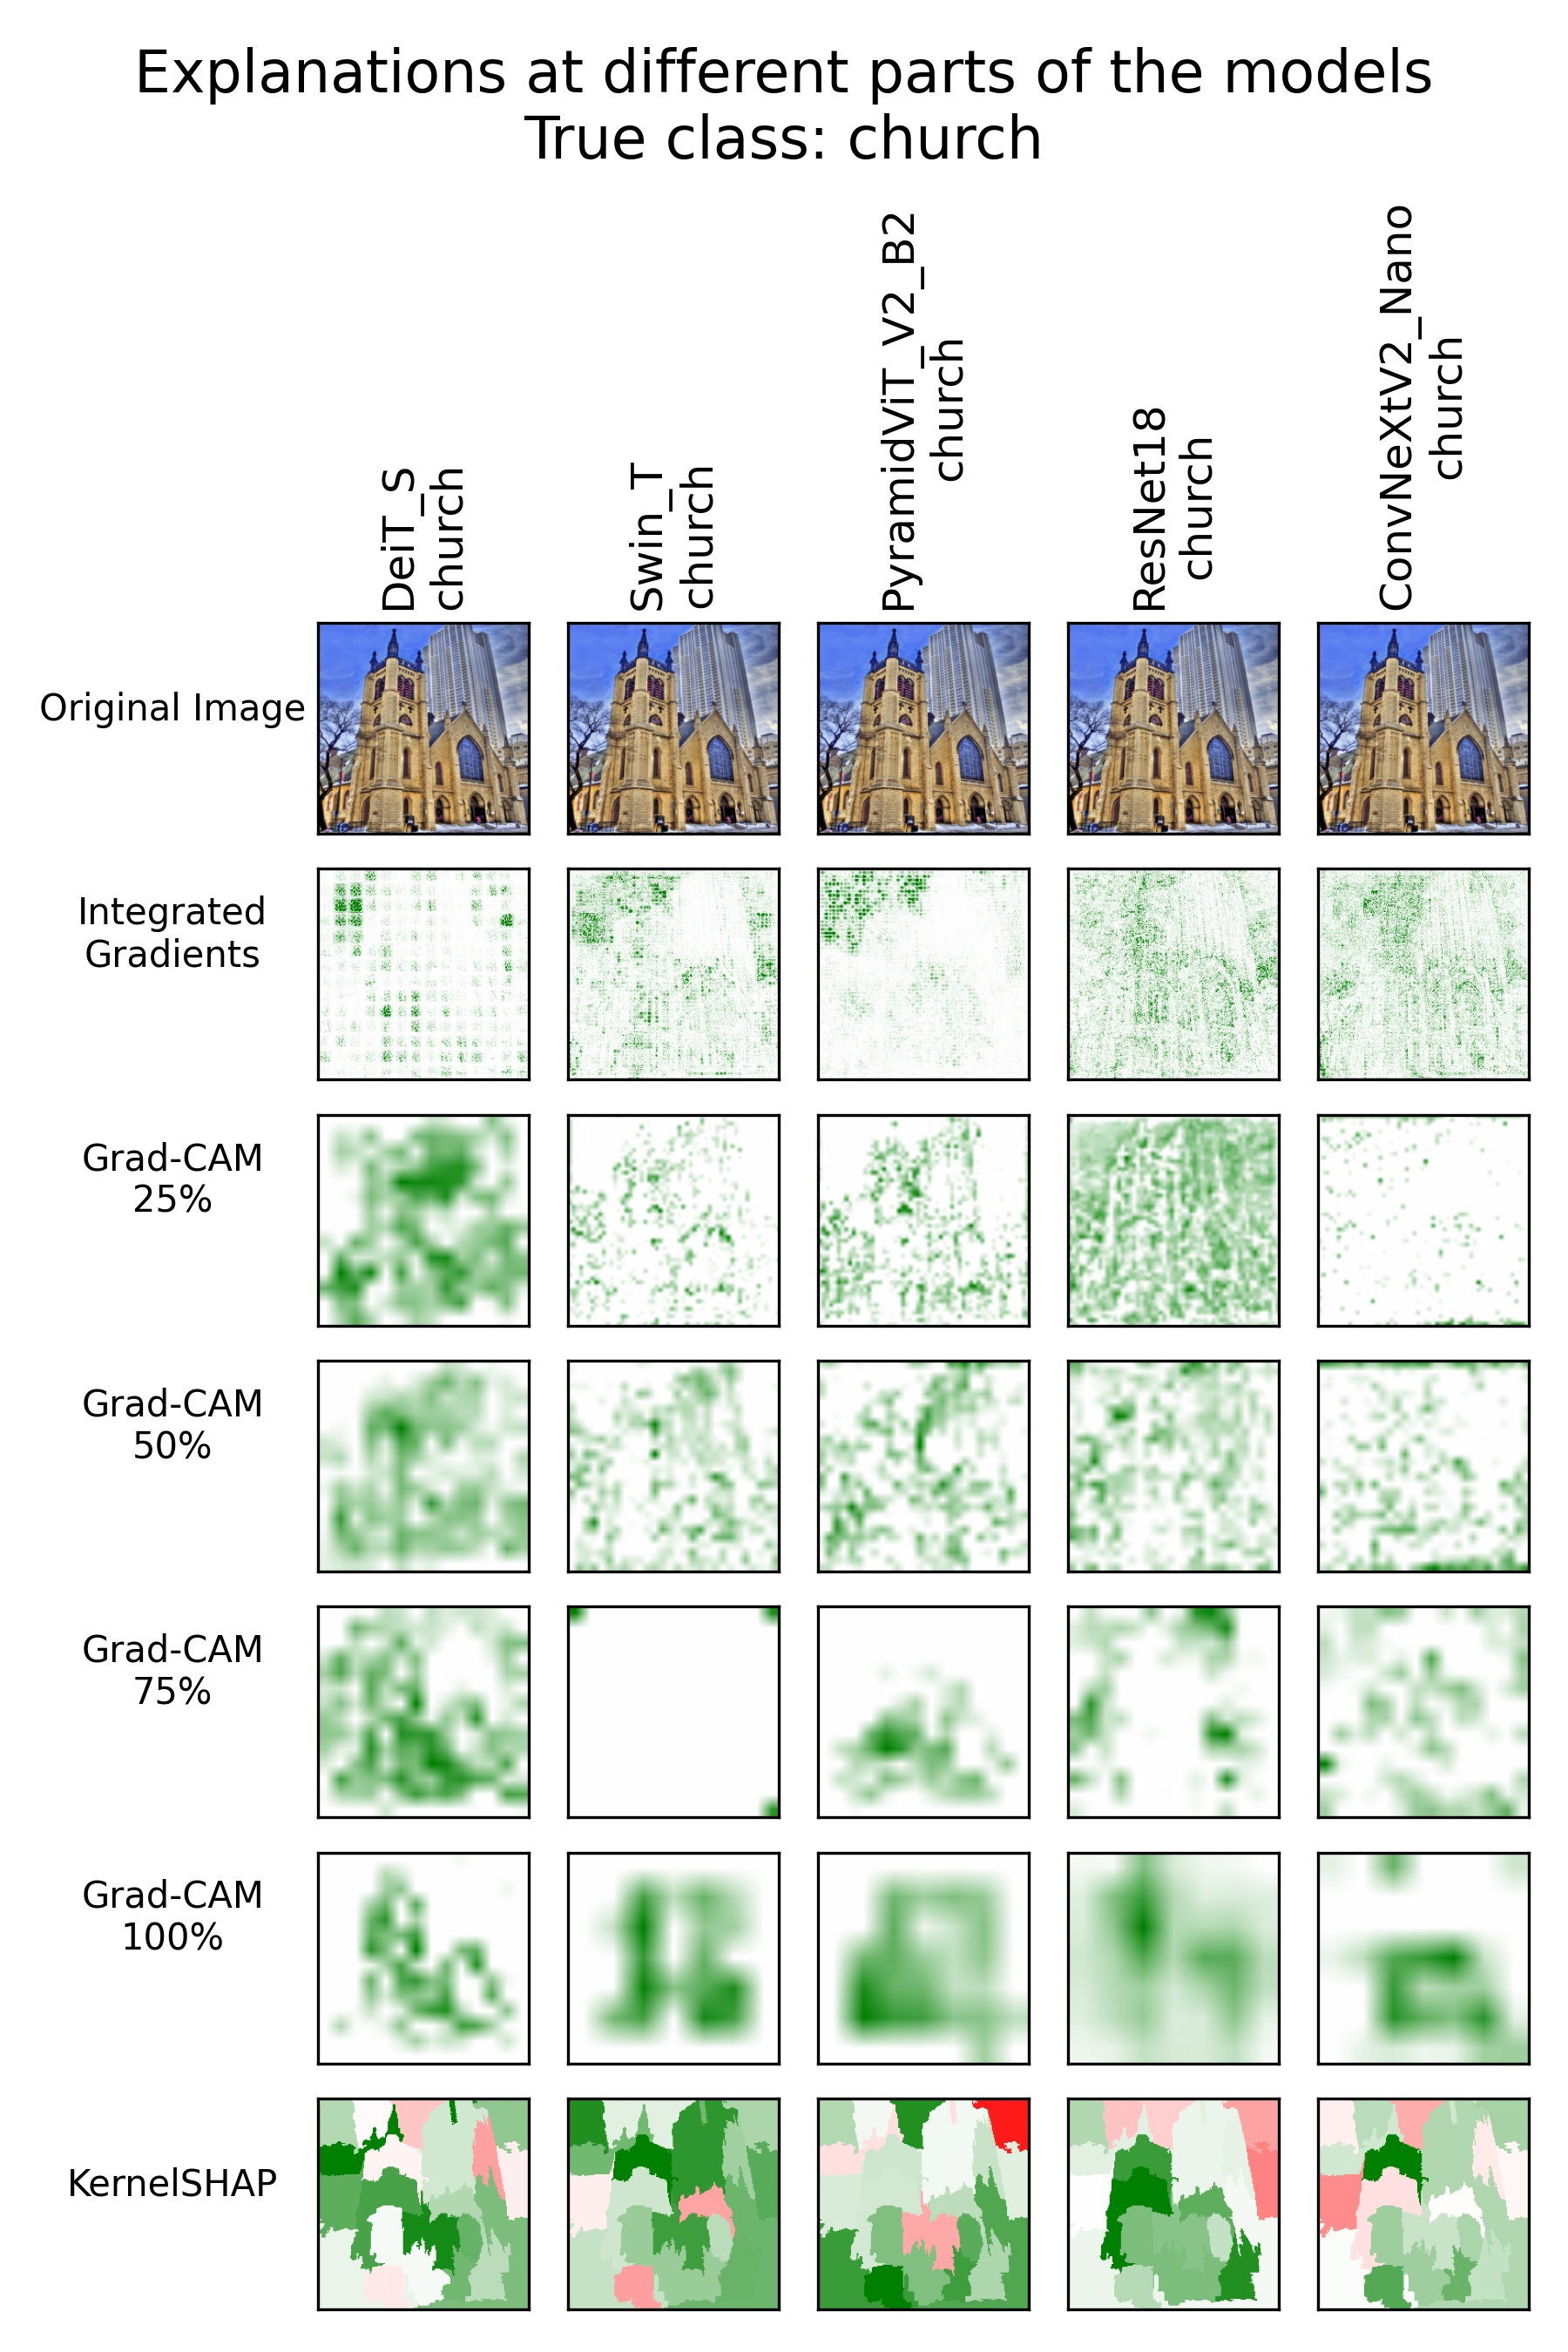 Explanations at different parts of the models
True class: church
DeiT_S
church
Swin_T
church
PyramidViT_V2_B2
church
ResNet18
church
ConvNeXtV2_Nano
church
Original Image
Integrated
Gradients
Grad-CAM
25%
Grad-CAM
50%
Grad-CAM
75%
Grad-CAM
100%
KernelSHAP